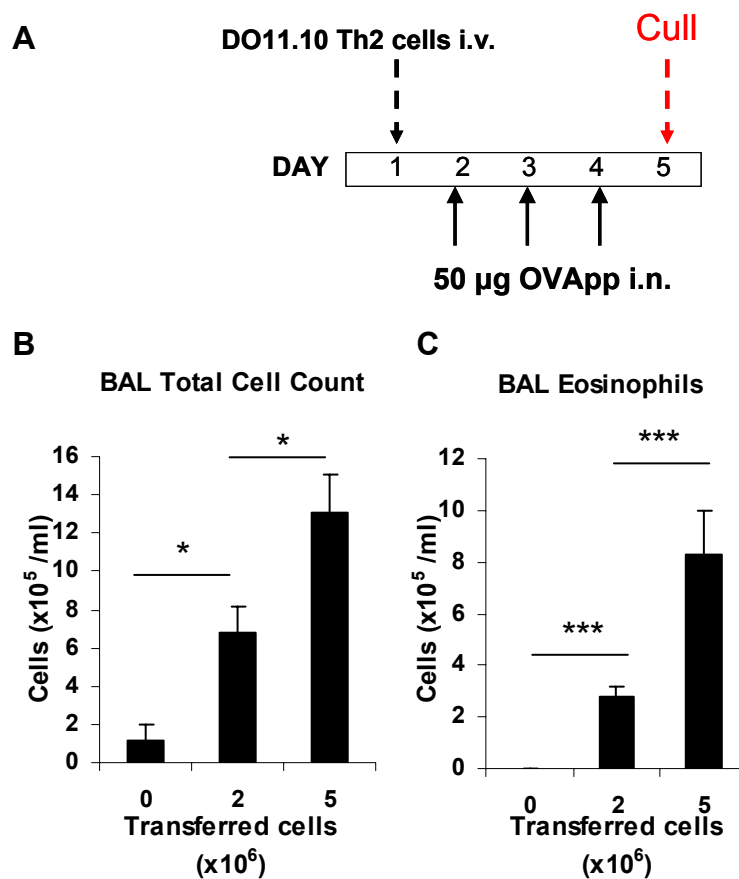 A
DO11.10 Th2 cells i.v.
Cull
DAY 1 2 3 4 5
50 µg OVApp i.n.
B
BAL Total Cell Count
Cells (x10⁵ /ml)
16
14
12
10
8
6
4
2
0
*
*
0 2 5
Transferred cells
(x10⁶)
C
BAL Eosinophils
Cells (x10⁵ /ml)
12
10
8
6
4
2
0
***
***
0 2 5
Transferred cells
(x10⁶)